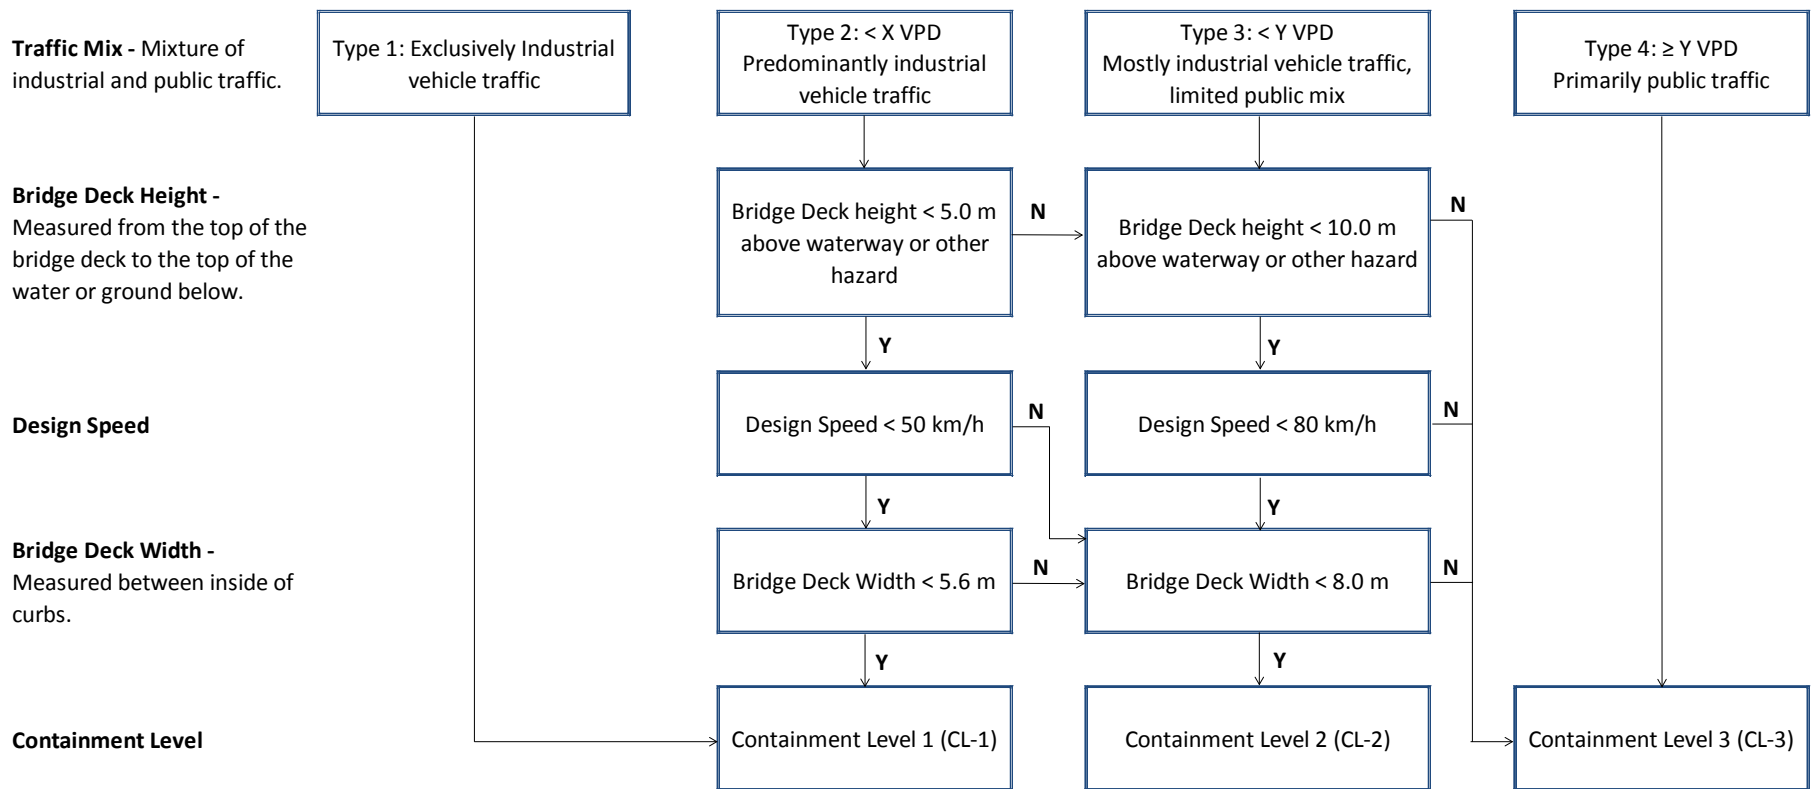 Traffic Mix - Mixture of
industrial and public traffic.
Type 1: Exclusively Industrial
vehicle traffic
Type 2: < X VPD
Predominantly industrial
vehicle traffic
Type 3: < Y VPD
Mostly industrial vehicle traffic,
limited public mix
Type 4: ≥ Y VPD
Primarily public traffic
Bridge Deck Height -
Measured from the top of the
bridge deck to the top of the
water or ground below.
Bridge Deck height < 5.0 m
above waterway or other
hazard
N
Bridge Deck height < 10.0 m
above waterway or other hazard
N
Y
Y
Design Speed
Design Speed < 50 km/h
N
Design Speed < 80 km/h
N
Y
Y
Bridge Deck Width -
Measured between inside of
curbs.
Bridge Deck Width < 5.6 m
N
Bridge Deck Width < 8.0 m
N
Y
Y
Containment Level
Containment Level 1 (CL-1)
Containment Level 2 (CL-2)
Containment Level 3 (CL-3)